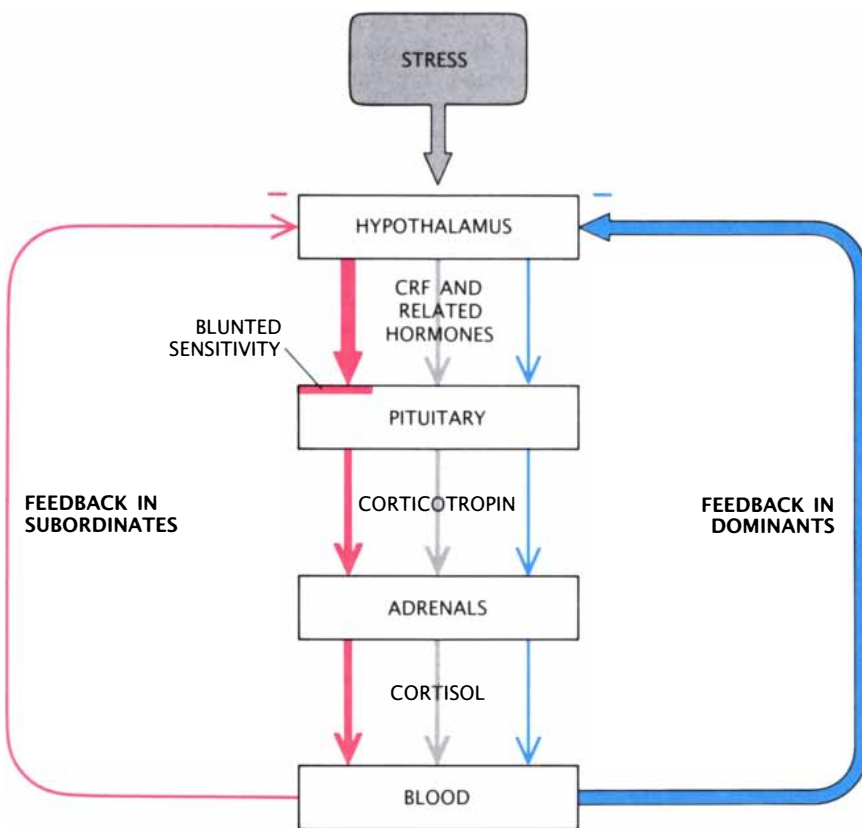 STRESS
HYPOTHALAMUS
CRF AND
RELATED
HORMONES
BLUNTED
SENSITIVITY
PITUITARY
FEEDBACK IN
SUBORDINATES
CORTICOTROPIN
FEEDBACK IN
DOMINANTS
ADRENALS
CORTISOL
BLOOD